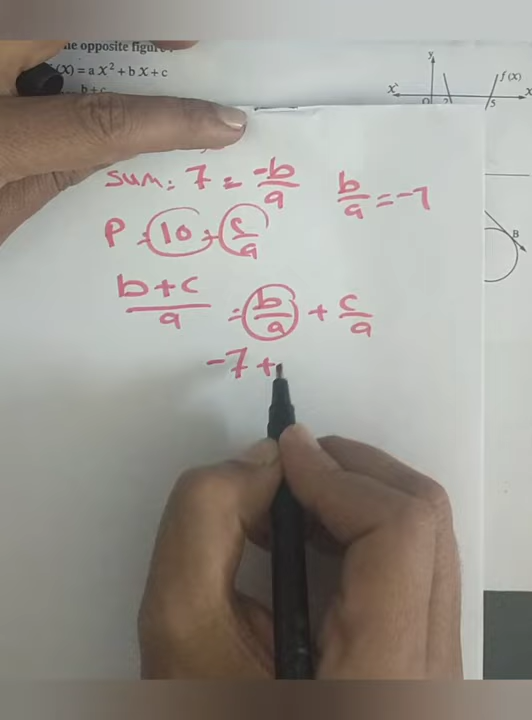 he opposite figure
(x) = a x² + b x + c
b + c
y
f(x)
x'
O
2
5
x
sum: 7 = -b/a
b/a = -7
P = 10 = c/a
b+c/a = b/a + c/a
-7 +
B